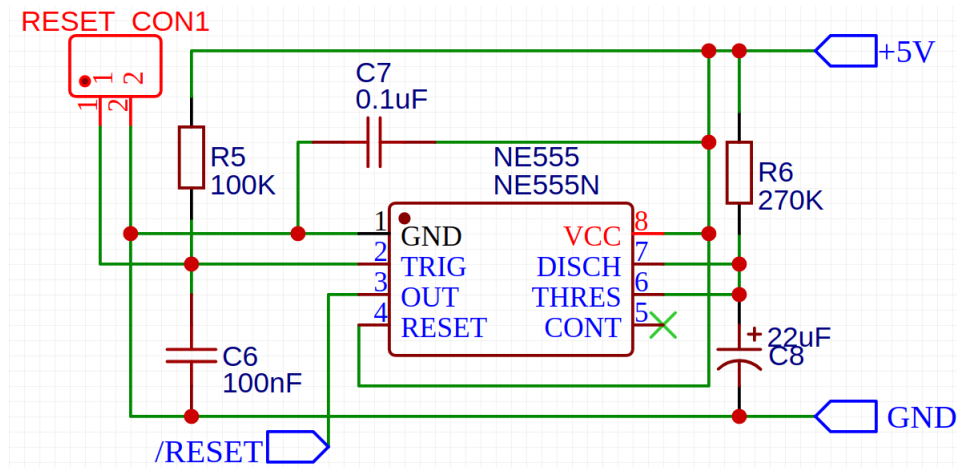 RESET_CON1
1
2
1
2
+5V
C7
0.1uF
R5
100K
NE555
NE555N
R6
270K
1
GND
VCC
8
2
TRIG
DISCH
7
3
OUT
THRES
6
4
RESET
CONT
5
+
22uF
C8
C6
100nF
/RESET
GND